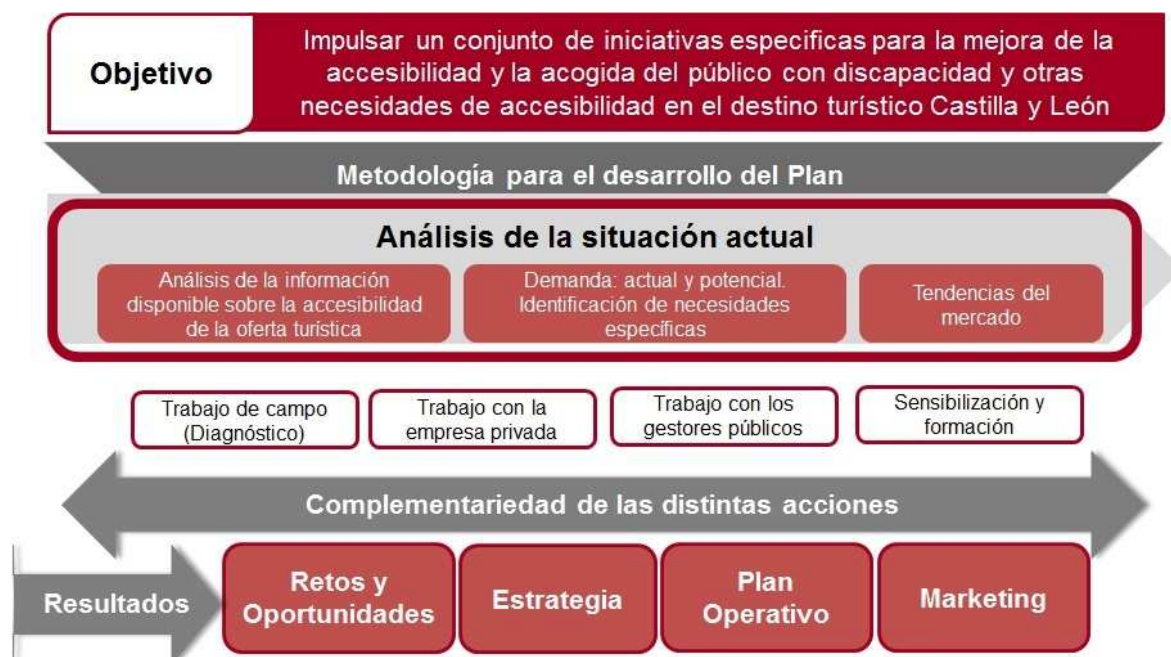 Objetivo
Impulsar un conjunto de iniciativas especificas para la mejora de la
accesibilidad y la acogida del público con discapacidad y otras
necesidades de accesibilidad en el destino turístico Castilla y León
Metodología para el desarrollo del Plan
Análisis de la situación actual
Análisis de la información
disponible sobre la accesibilidad
de la oferta turística
Demanda: actual y potencial.
Identificación de necesidades
específicas
Tendencias del
mercado
Trabajo de campo
(Diagnóstico)
Trabajo con la
empresa privada
Trabajo con los
gestores públicos
Sensibilización y
formación
Complementariedad de las distintas acciones
Resultados
Retos y
Oportunidades
Estrategia
Plan
Operativo
Marketing